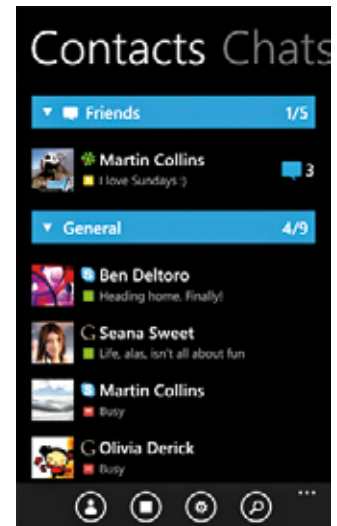 Contacts Chats
Friends 1/5
Martin Collins
I love Sundays :) 3
General 4/9
Ben Deltoro
Heading home. Finally!
G Seana Sweet
Life, alas, isn't all about fun
Martin Collins
Busy
G Olivia Derick
Busy